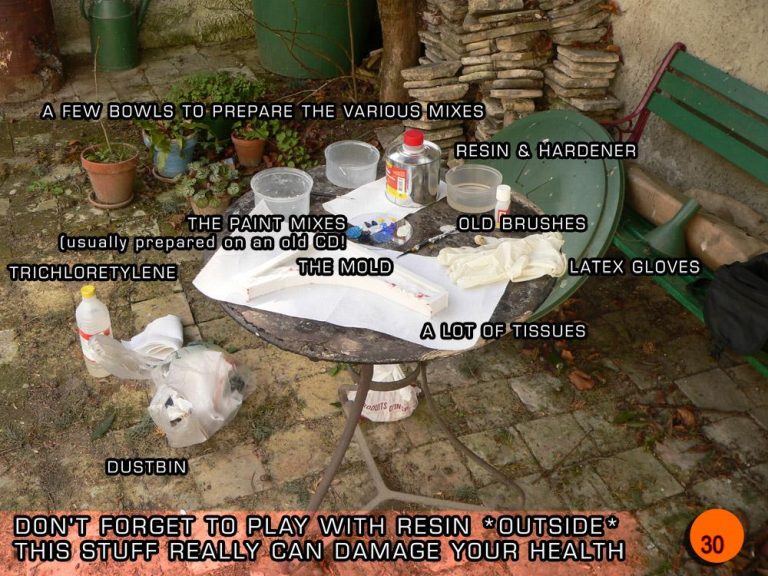 A FEW BOWLS TO PREPARE THE VARIOUS MIXES
RESIN & HARDENER
THE PAINT MIXES
(usually prepared on an old CD!
OLD BRUSHES
TRICHLORETYLENE
THE MOLD
LATEX GLOVES
A LOT OF TISSUES
DUSTBIN
DON'T FORGET TO PLAY WITH RESIN *OUTSIDE*
THIS STUFF REALLY CAN DAMAGE YOUR HEALTH
30